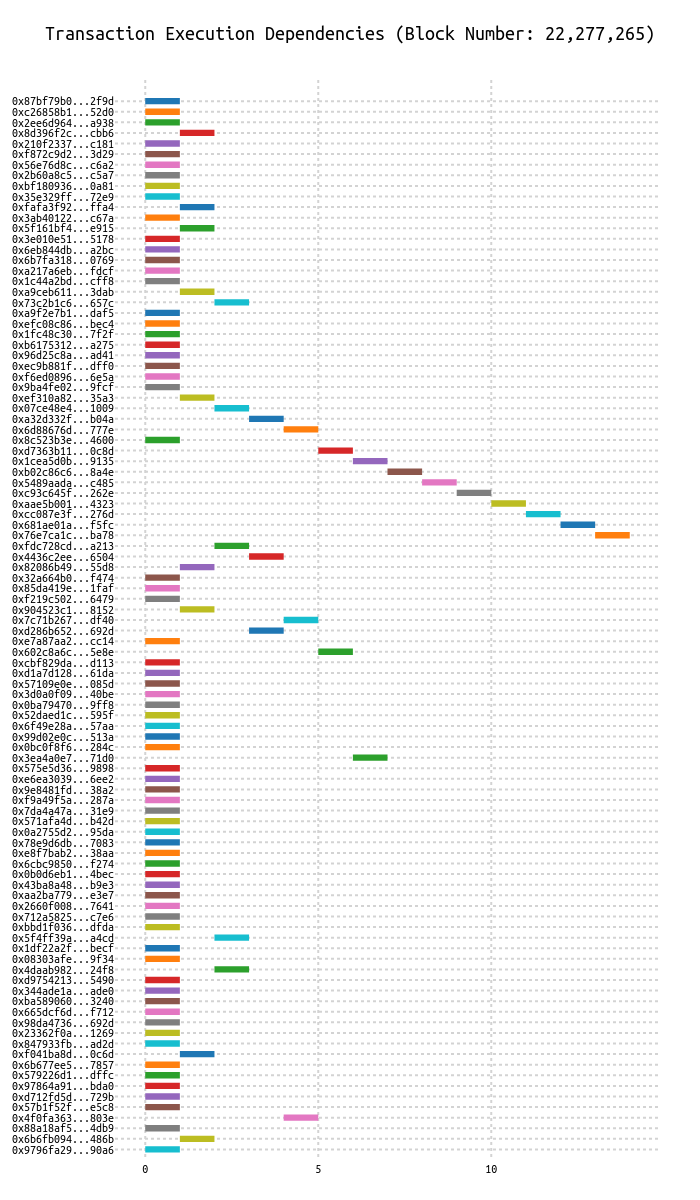 Transaction Execution Dependencies (Block Number: 22,277,265)
0x87bf79b0...2f9d
0xc26858b1...52d0
0x2ee6d964...a938
0x8d396f2c...cbb6
0x210f2337...c181
0xf872c9d2...3d29
0x56e76d8c...c6a2
0x2b60a8c5...c5a7
0xbf180936...0a81
0x35e329ff...72e9
0xfafa3f92...ffa4
0x3ab40122...c67a
0x5f161bf4...e915
0x3e010e51...5178
0x6eb844db...a2bc
0x6b7fa318...0769
0xa217a6eb...fdcf
0x1c44a2bd...cff8
0xa9ceb611...3dab
0x73c2b1c6...657c
0xa9f2e7b1...daf5
0xefc08c86...bec4
0x1fc48c30...7f2f
0xb6175312...a275
0x96d25c8a...ad41
0xec9b881f...dff0
0xf6ed0896...6e5a
0x9ba4fe02...9fcf
0xef310a82...35a3
0x07ce48e4...1009
0xa32d332f...b04a
0x6d88676d...777e
0x8c523b3e...4600
0xd7363b11...0c8d
0x1cea5d0b...9135
0xb02c86c6...8a4e
0x5489aada...c485
0xc93c645f...262e
0xaae5b001...4323
0xcc087e3f...276d
0x681ae01a...f5fc
0x76e7ca1c...ba78
0xfdc728cd...a213
0x4436c2ee...6504
0x82086b49...55d8
0x32a664b0...f474
0x85da419e...1faf
0xf219c502...6479
0x904523c1...8152
0x7c71b267...df40
0xd286b652...692d
0xe7a87aa2...cc14
0x602c8a6c...5e8e
0xcbf829da...d113
0xd1a7d128...61da
0x57109e0e...085d
0x3d0a0f09...40be
0x0ba79470...9ff8
0x52daed1c...595f
0x6f49e28a...57aa
0x99d02e0c...513a
0x0bc0f8f6...284c
0x3ea4a0e7...71d0
0x575e5d36...9898
0xe6ea3039...6ee2
0x9e8481fd...38a2
0xf9a49f5a...287a
0x7da4a47a...31e9
0x571afa4d...b42d
0x0a2755d2...95da
0x78e9d6db...7083
0xe8f7bab2...38aa
0x6cbc9850...f274
0x0b0d6eb1...4bec
0x43ba8a48...b9e3
0xaa2ba779...e3e7
0x2660f008...7641
0x712a5825...c7e6
0xbbd1f036...dfda
0x5f4ff39a...a4cd
0x1df22a2f...becf
0x08303afe...9f34
0x4daab982...24f8
0xd9754213...5490
0x344ade1a...ade0
0xba589060...3240
0x665dcf6d...f712
0x98da4736...692d
0x23362f0a...1269
0x847933fb...ad2d
0xf041ba8d...0c6d
0x6b677ee5...7857
0x579226d1...dffc
0x97864a91...bda0
0xd712fd5d...729b
0x57b1f52f...e5c8
0x4f0fa363...803e
0x88a18af5...4db9
0x6b6fb094...486b
0x9796fa29...90a6
0 5 10